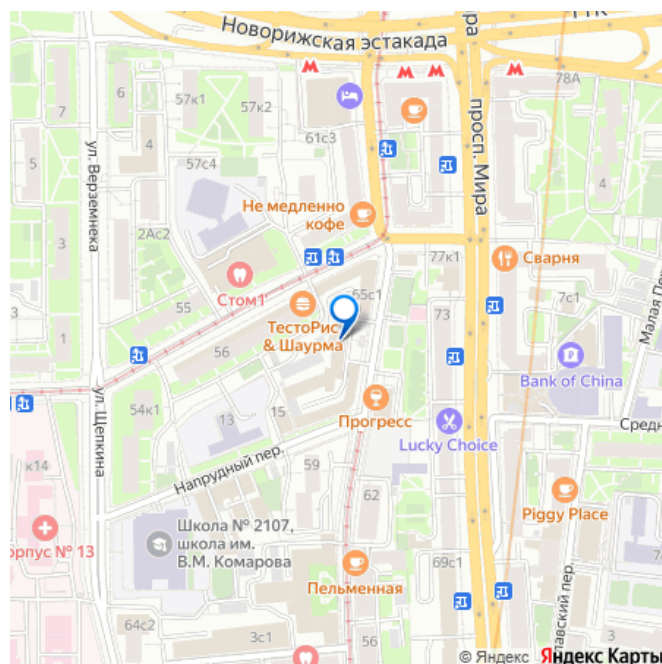 Новорижская эстакада
ТТК
78А
6
57к1
57к2
7
4
61с3
просп. Мира
5
57с4
4
ул. Верземнека
Не медленно
кофе
3
2Ас2
77к1
Сварня
Стом1
65с1
7с1
55
ТестоРис
& Шаурма
73
1
56
Bank of China
ул. Щепкина
54к1
13
15
Прогресс
Lucky Choice
Напрудный пер.
к14
59
62
Piggy Place
Школа № 2107,
школа им.
В.М. Комарова
Корпус № 13
69с1
Пельменная
64с2
3с1
56
© Яндекс Яндекс Карты